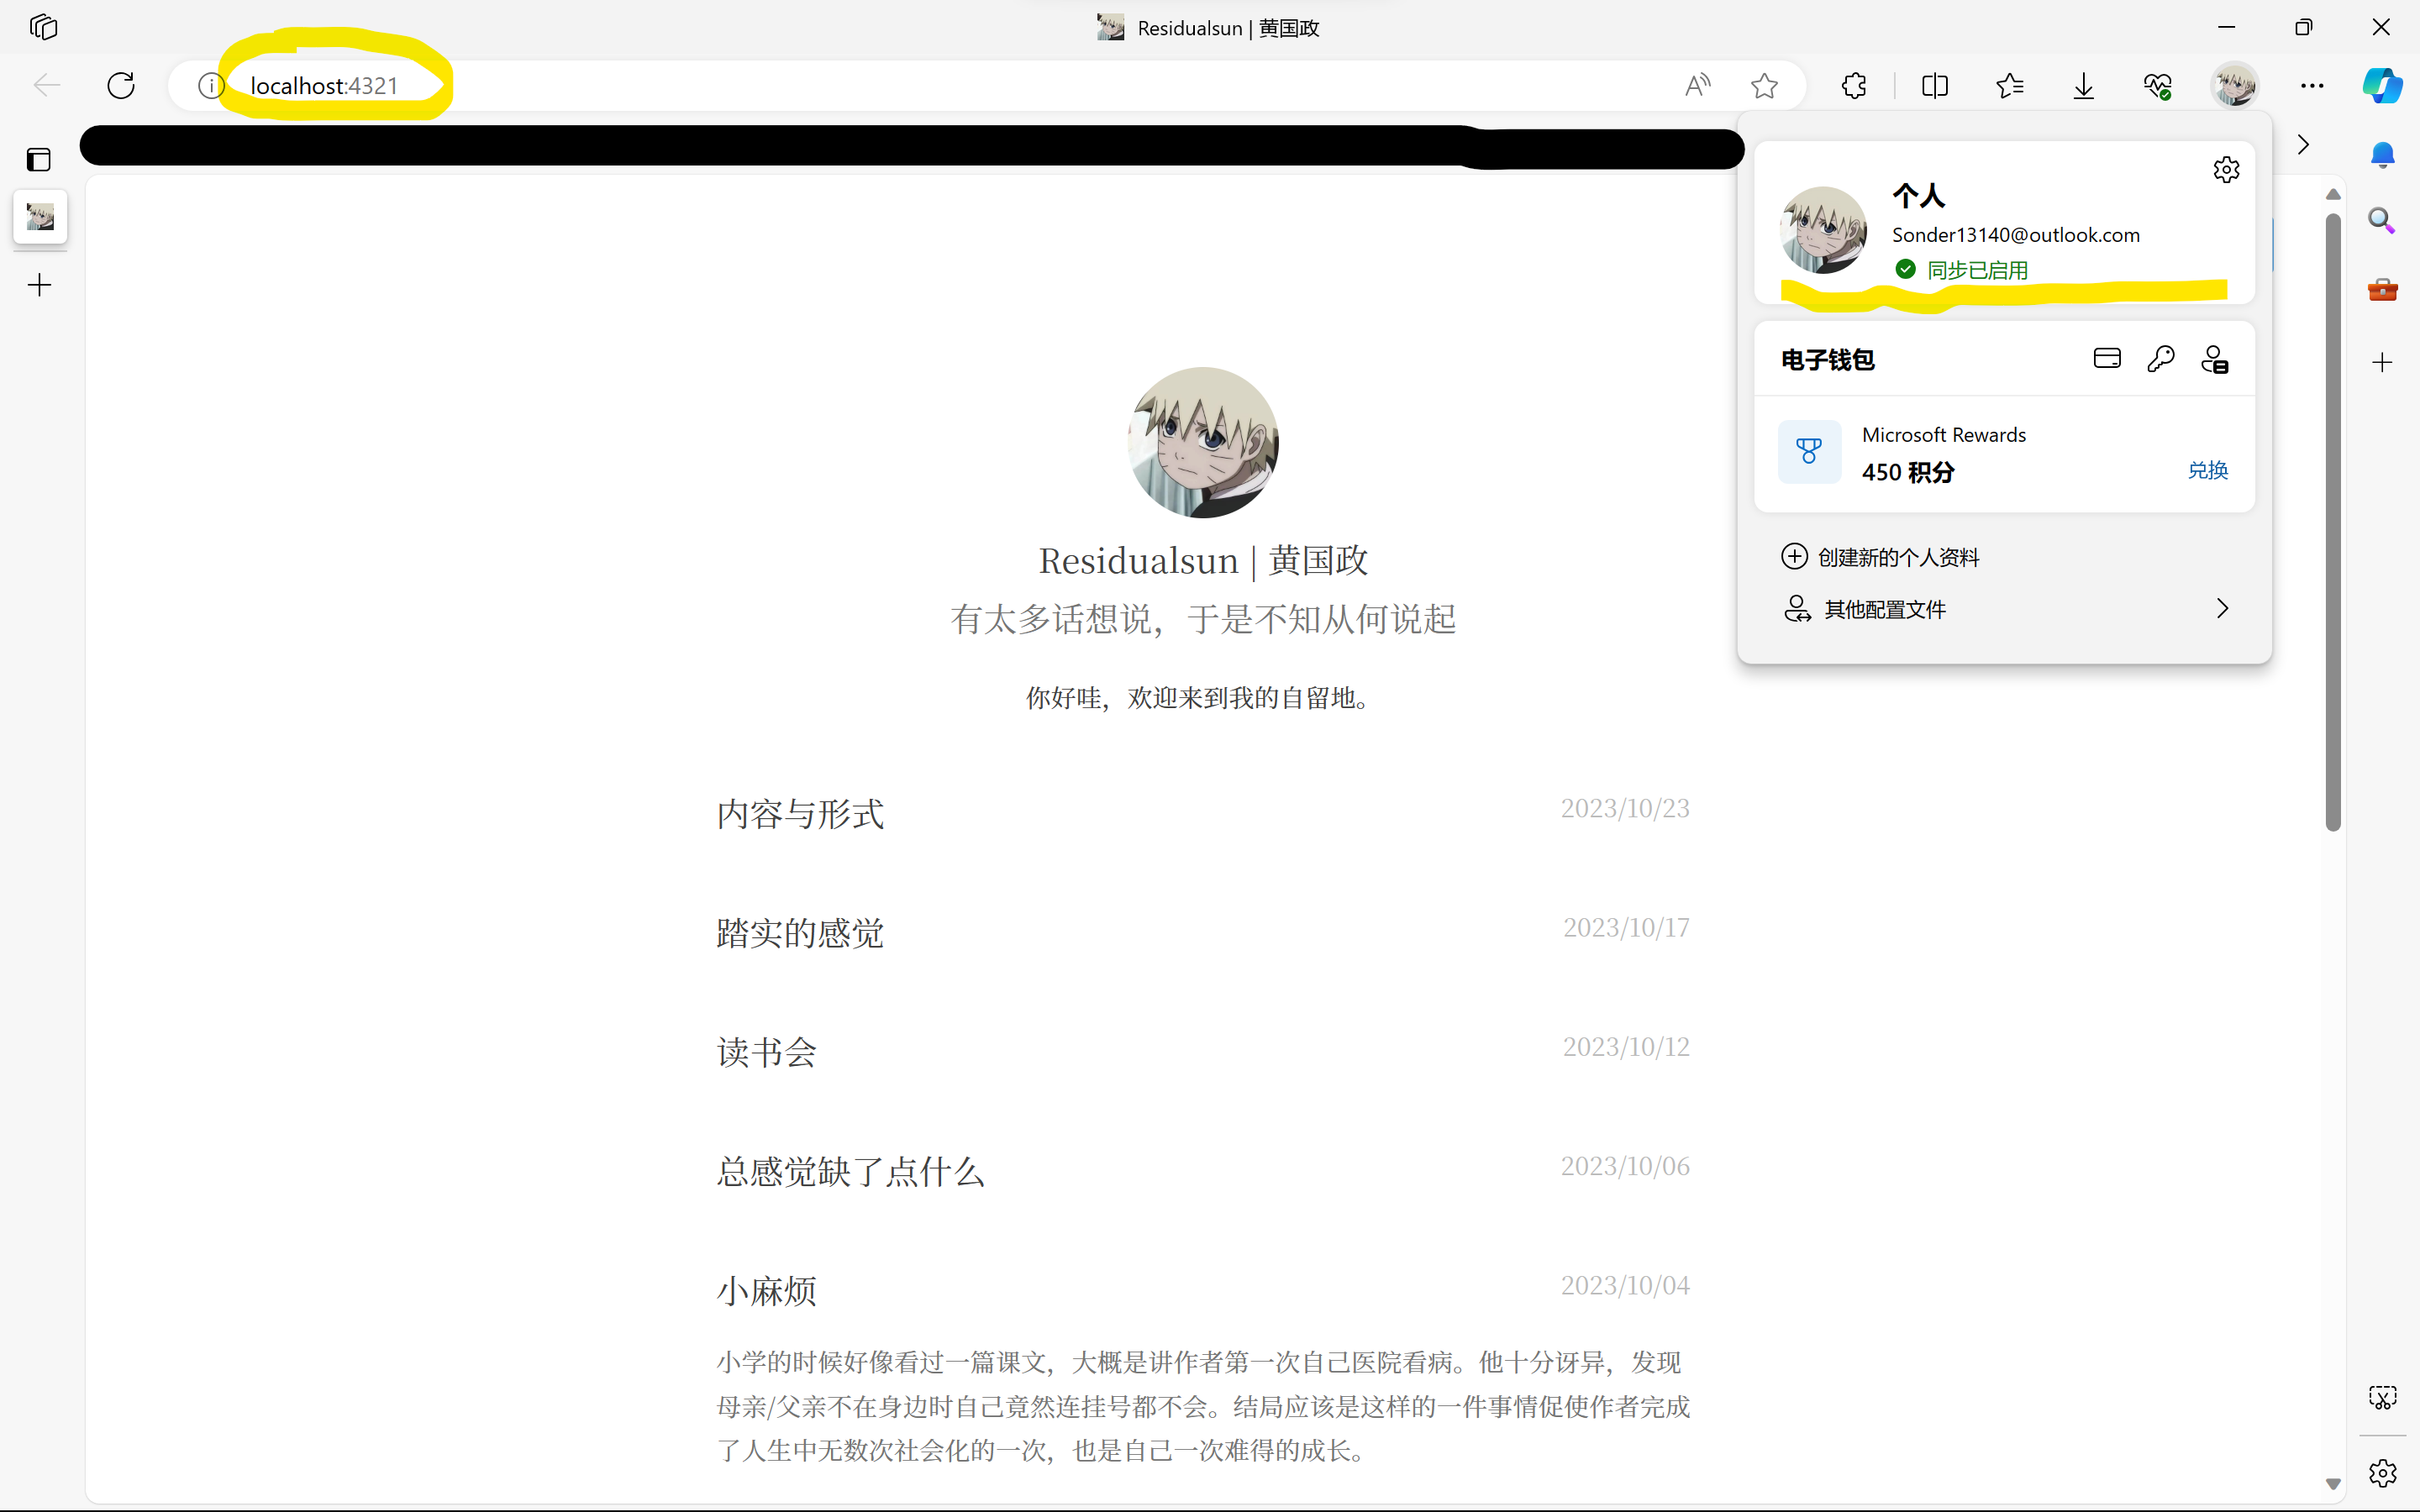 Residualsun | 黄国政
localhost:4321
个人
Sonder13140@outlook.com
同步已启用
电子钱包
Microsoft Rewards
450 积分
兑换
创建新的个人资料
其他配置文件
Residualsun | 黄国政
有太多话想说，于是不知从何说起
你好哇，欢迎来到我的自留地。
内容与形式 2023/10/23
踏实的感觉 2023/10/17
读书会 2023/10/12
总感觉缺了点什么 2023/10/06
小麻烦 2023/10/04
小学的时候好像看过一篇课文，大概是讲作者第一次自己医院看病。他十分讶异，发现
母亲/父亲不在身边时自己竟然连挂号都不会。结局应该是这样的一件事情促使作者完成
了人生中无数次社会化的一次，也是自己一次难得的成长。